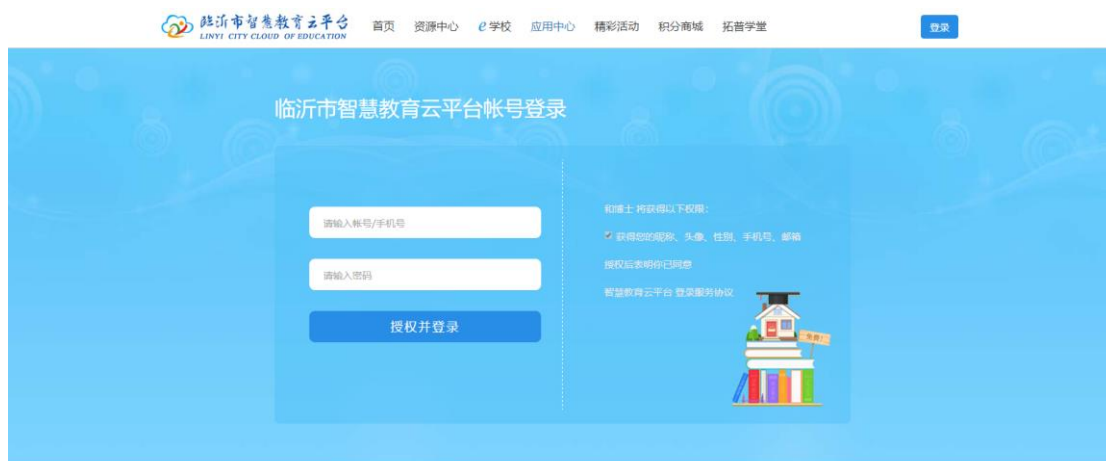 临沂市智慧教育云平台
LINYI CITY CLOUD OF EDUCATION
首页 资源中心 e学校 应用中心 精彩活动 积分商城 拓普学堂
登录
临沂市智慧教育云平台帐号登录
请输入帐号/手机号
请输入密码
授权并登录
和博士 将获得以下权限：
获得您的昵称、头像、性别、手机号、邮箱
授权后表明你已同意
智慧教育云平台 登录服务协议
免费!